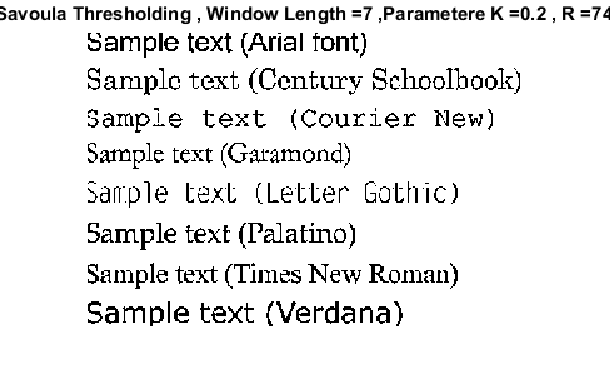 Savoula Thresholding , Window Length =7 ,Parametere K =0.2 , R =74
Sample text (Arial font)
Sample text (Century Schoolbook)
Sample text (Courier New)
Sample text (Garamond)
Sample text (Letter Gothic)
Sample text (Palatino)
Sample text (Times New Roman)
Sample text (Verdana)